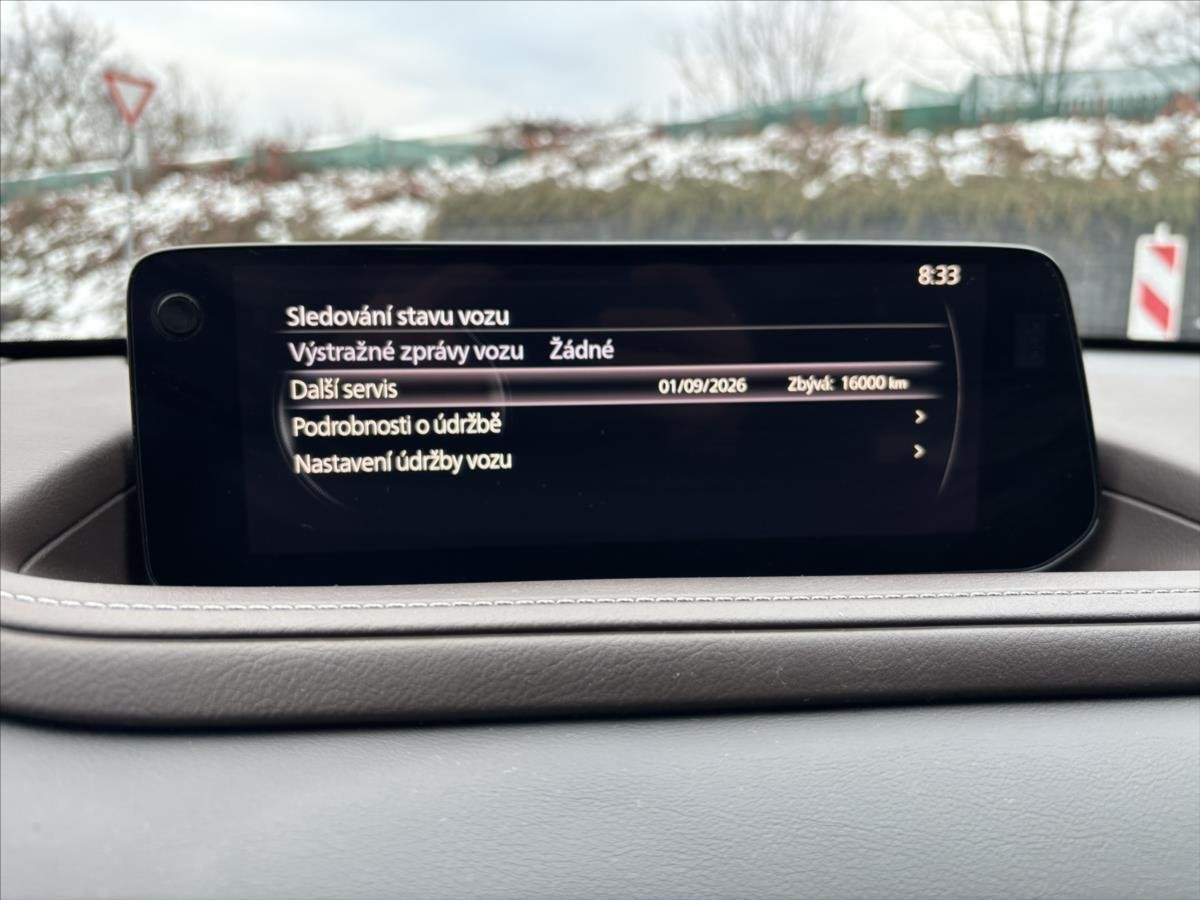 8:33
Sledování stavu vozu
Výstražné zprávy vozu Žádné
Další servis 01/09/2026 Zbývá: 16000 km
Podrobnosti o údržbě >
Nastavení údržby vozu >